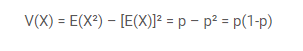 V(X) = E(X²) – [E(X)]² = p – p² = p(1-p)